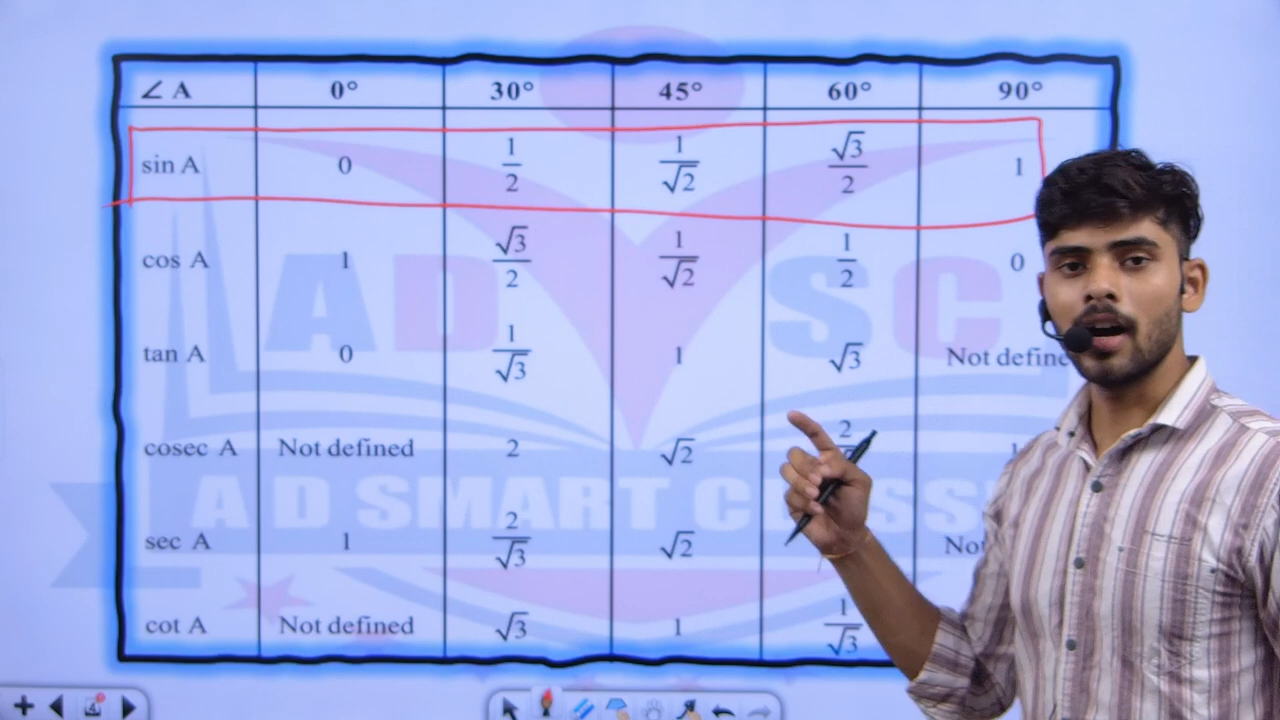 ∠ A 0° 30° 45° 60° 90°
sin A 0 1/2 1/√2 √3/2 1
cos A 1 √3/2 1/√2 1/2 0
tan A 0 1/√3 1 √3 Not define
cosec A Not defined 2 √2 2
sec A 1 2/√3 √2
cot A Not defined √3 1 1/√3
AD SC
AD SMART
4